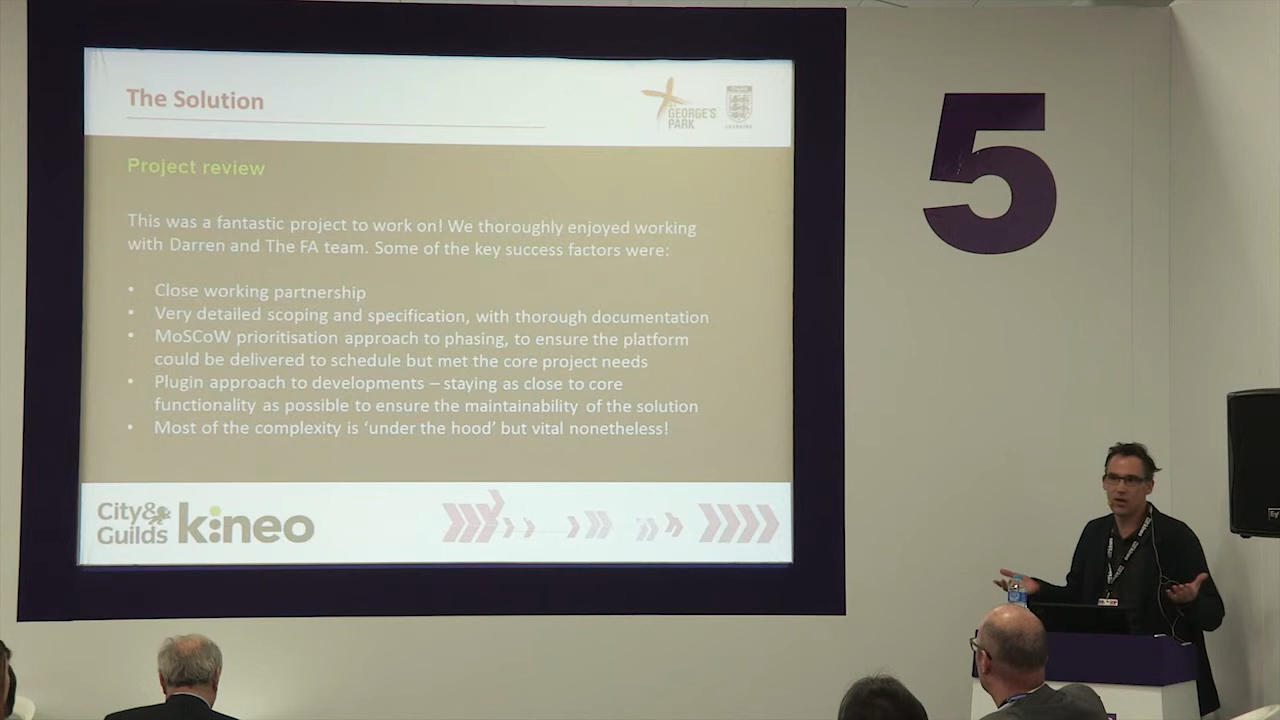 The Solution
ST GEORGE'S
PARK
Project review
This was a fantastic project to work on! We thoroughly enjoyed working
with Darren and The FA team. Some of the key success factors were:
• Close working partnership
• Very detailed scoping and specification, with thorough documentation
• MoSCoW prioritisation approach to phasing, to ensure the platform
could be delivered to schedule but met the core project needs
• Plugin approach to developments – staying as close to core
functionality as possible to ensure the maintainability of the solution
• Most of the complexity is ‘under the hood’ but vital nonetheless!
City&
Guilds
kineo
5